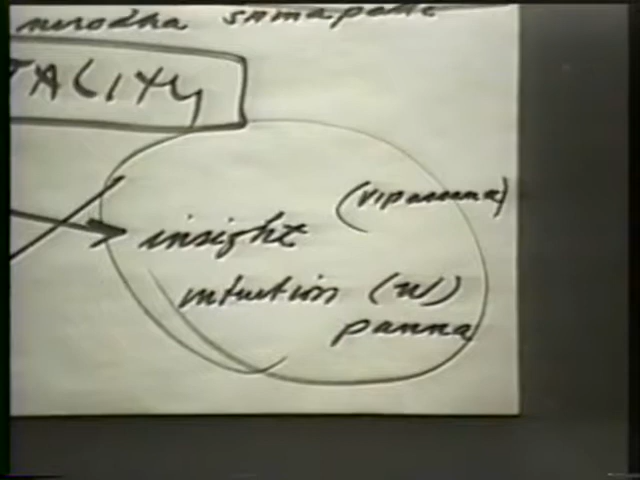 nirodha samapatti
TALITY
(vipassana)
insight
intuition (w)
panna